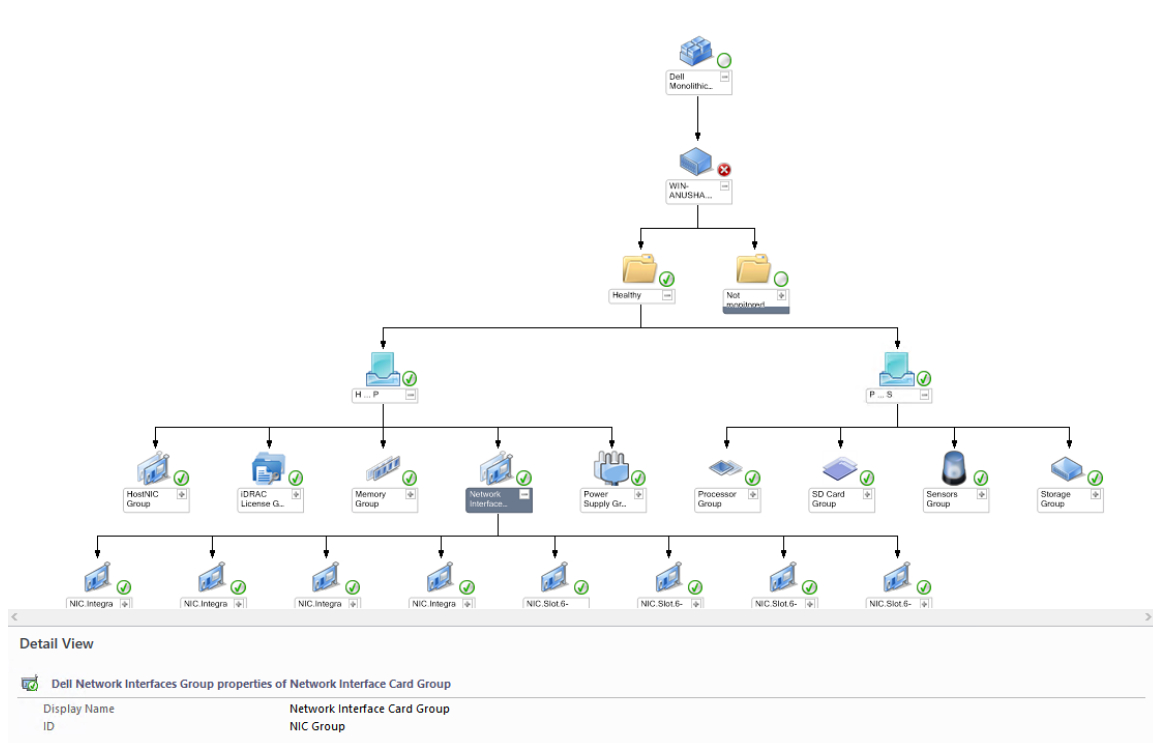 Dell
Monolithic...
WIN-
ANUSHA...
Healthy
Not
monitored
H ... P
P ... S
HostNIC
Group
iDRAC
License G...
Memory
Group
Network
Interface...
Power
Supply Gr...
Processor
Group
SD Card
Group
Sensors
Group
Storage
Group
NIC.Integra
NIC.Integra
NIC.Integra
NIC.Integra
NIC.Slot.6-
NIC.Slot.6-
NIC.Slot.6-
NIC.Slot.6-
Detail View
Dell Network Interfaces Group properties of Network Interface Card Group
Display Name Network Interface Card Group
ID NIC Group